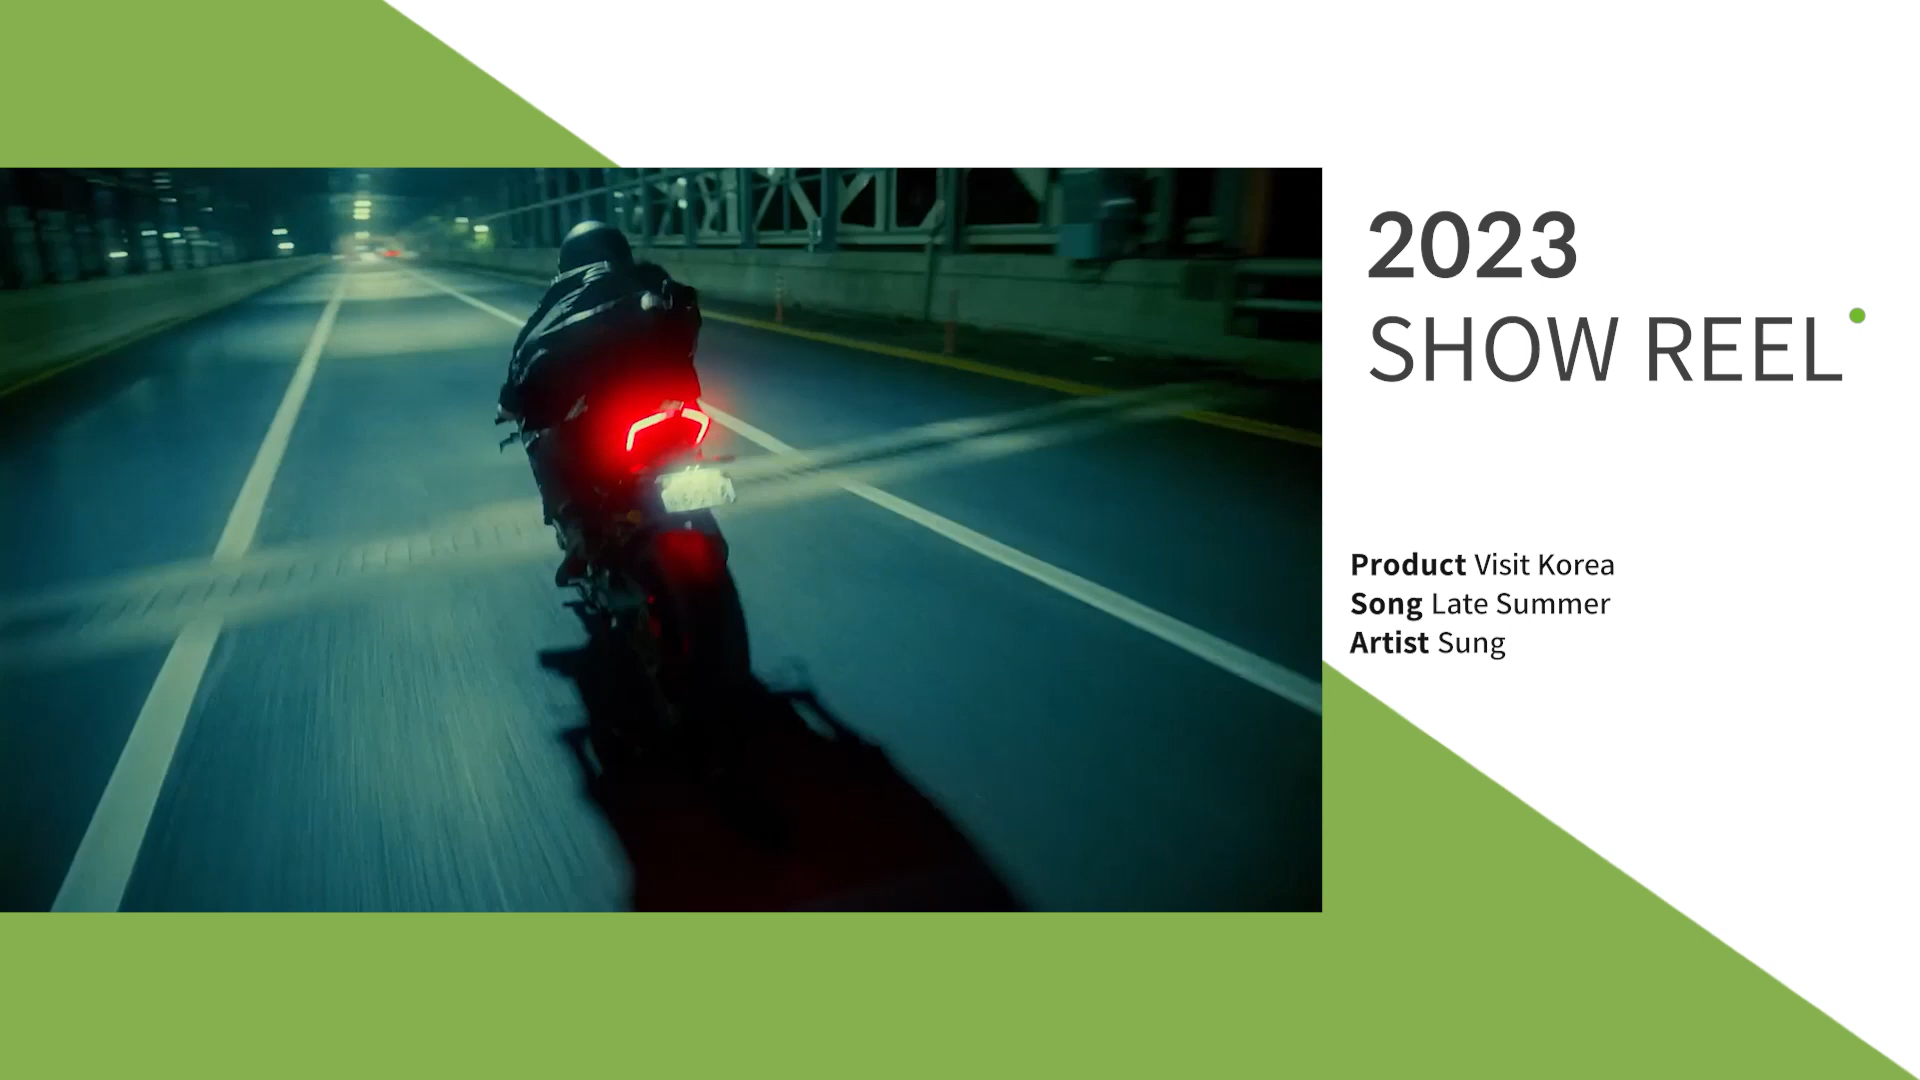 2023
SHOW REEL
Product Visit Korea
Song Late Summer
Artist Sung